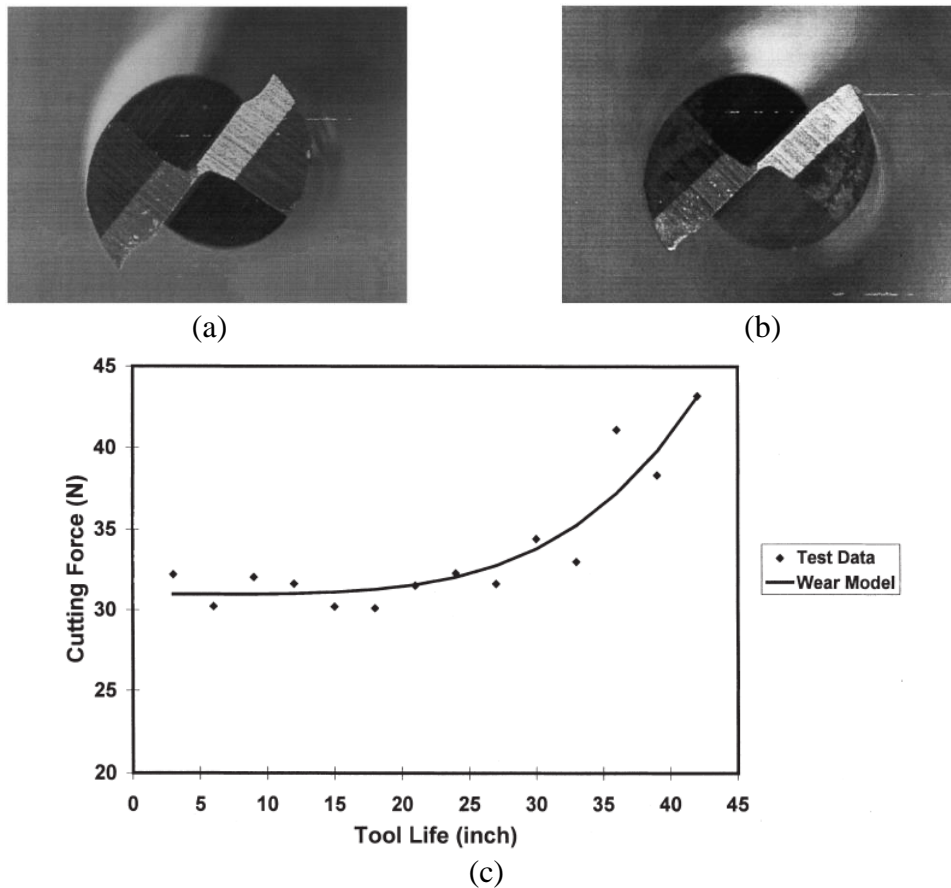 (a)
(b)
45
40
35
30
25
20
Cutting Force (N)
0 5 10 15 20 25 30 35 40 45
Tool Life (inch)
Test Data
Wear Model
(c)